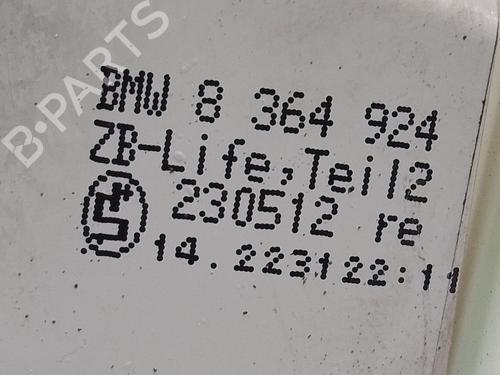 B-PARTS
BMW 8 364 924
ZB-Life,Teil2
230512 re
14.223122:11